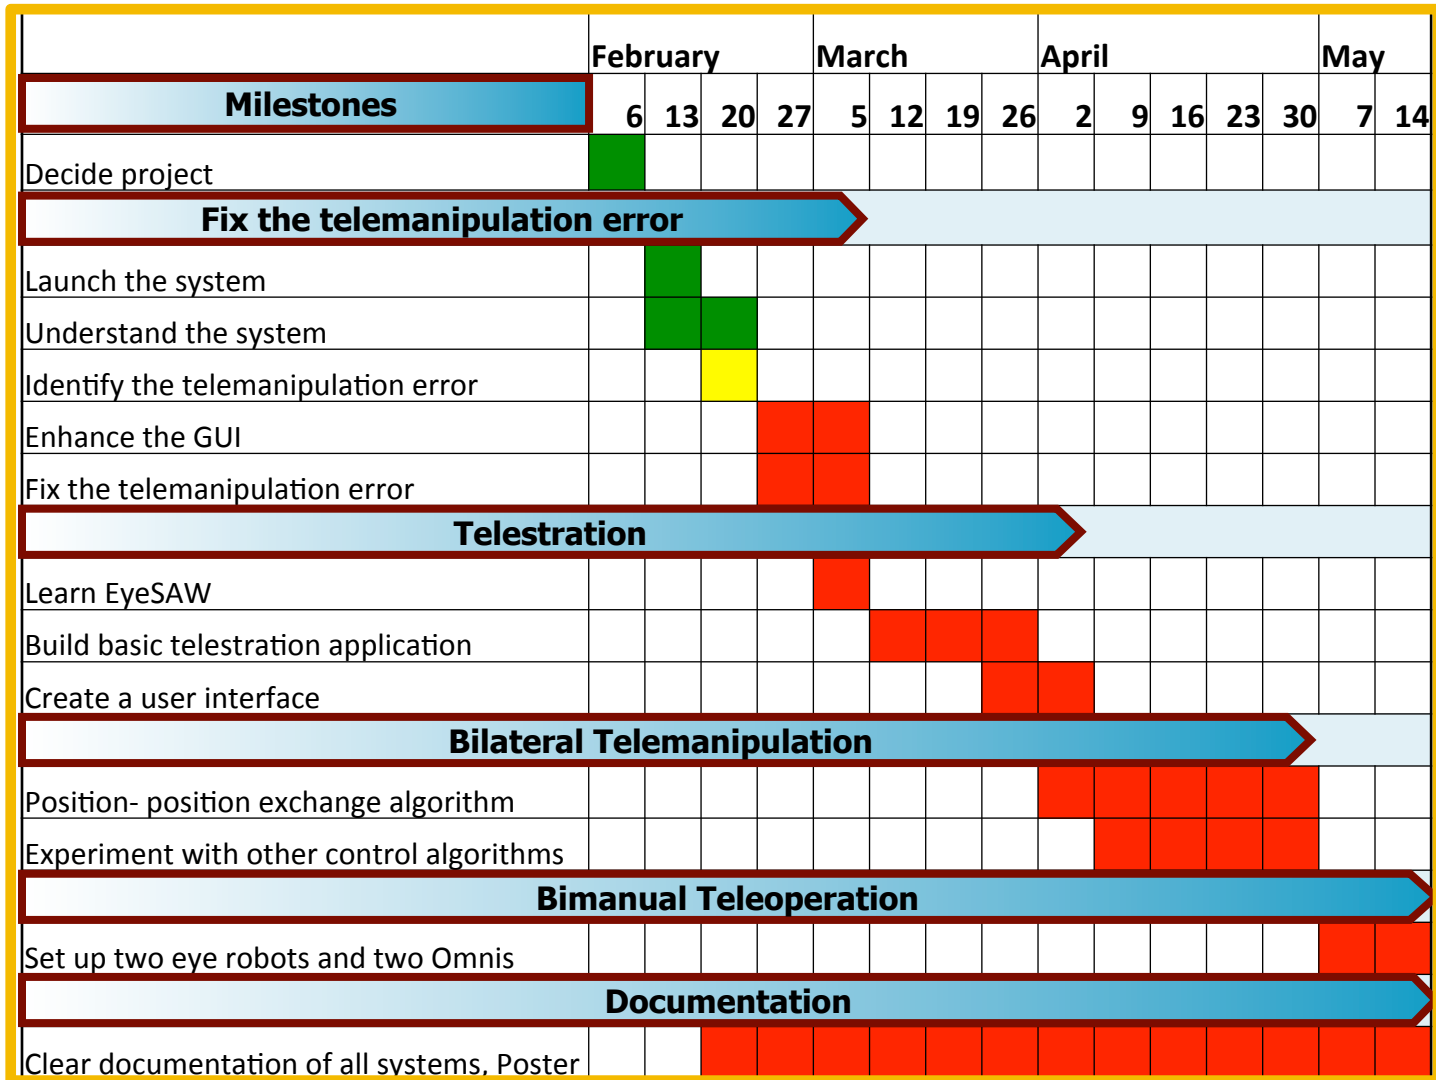 February March April May
Milestones 6 13 20 27 5 12 19 26 2 9 16 23 30 7 14
Decide project
Fix the telemanipulation error
Launch the system
Understand the system
Identify the telemanipulation error
Enhance the GUI
Fix the telemanipulation error
Telestration
Learn EyeSAW
Build basic telestration application
Create a user interface
Bilateral Telemanipulation
Position- position exchange algorithm
Experiment with other control algorithms
Bimanual Teleoperation
Set up two eye robots and two Omnis
Documentation
Clear documentation of all systems, Poster